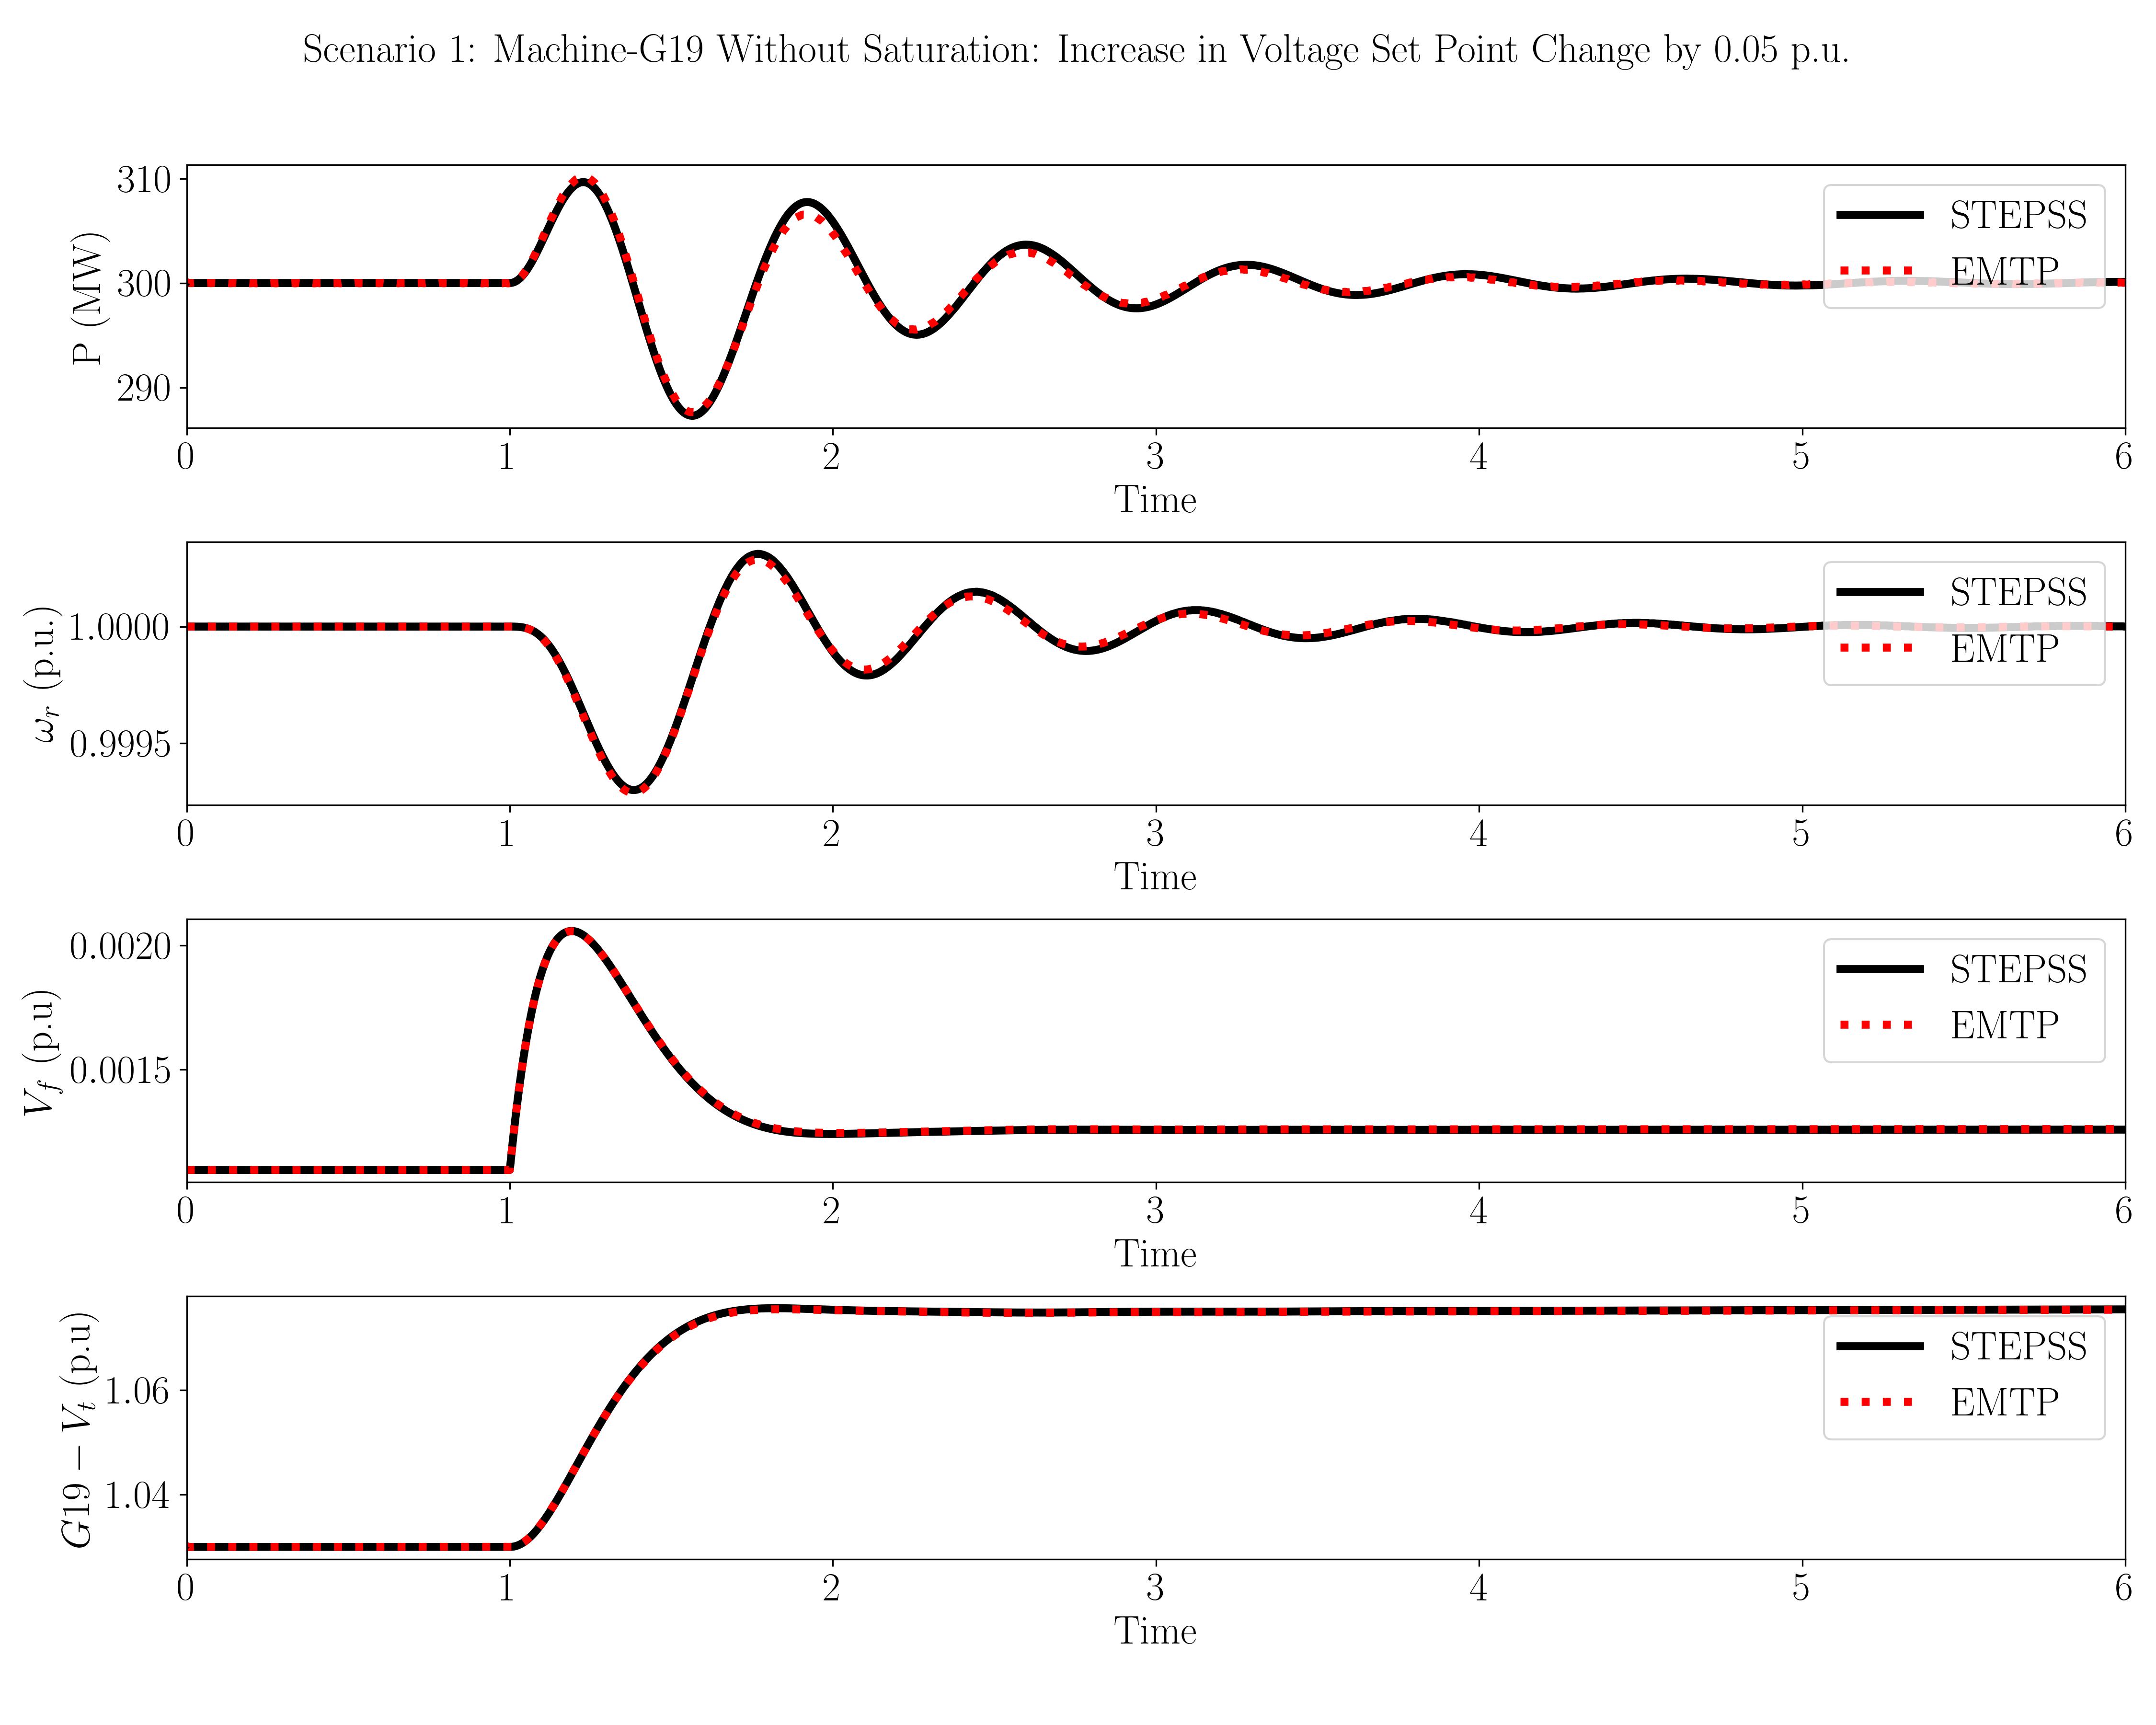 Scenario 1: Machine-G19 Without Saturation: Increase in Voltage Set Point Change by 0.05 p.u.
P (MW)
310
300
290
STEPSS
EMTP
0 1 2 3 4 5 6
Time
ωr (p.u.)
1.0000
0.9995
STEPSS
EMTP
0 1 2 3 4 5 6
Time
Vf (p.u)
0.0020
0.0015
STEPSS
EMTP
0 1 2 3 4 5 6
Time
G19 − Vt (p.u)
1.06
1.04
STEPSS
EMTP
0 1 2 3 4 5 6
Time